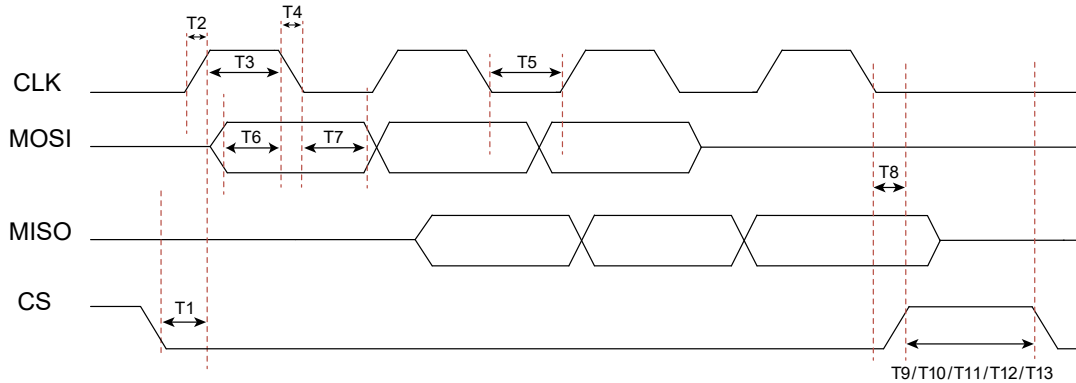 T2
T4
CLK
T3
T5
MOSI
T6
T7
T8
MISO
CS
T1
T9/T10/T11/T12/T13